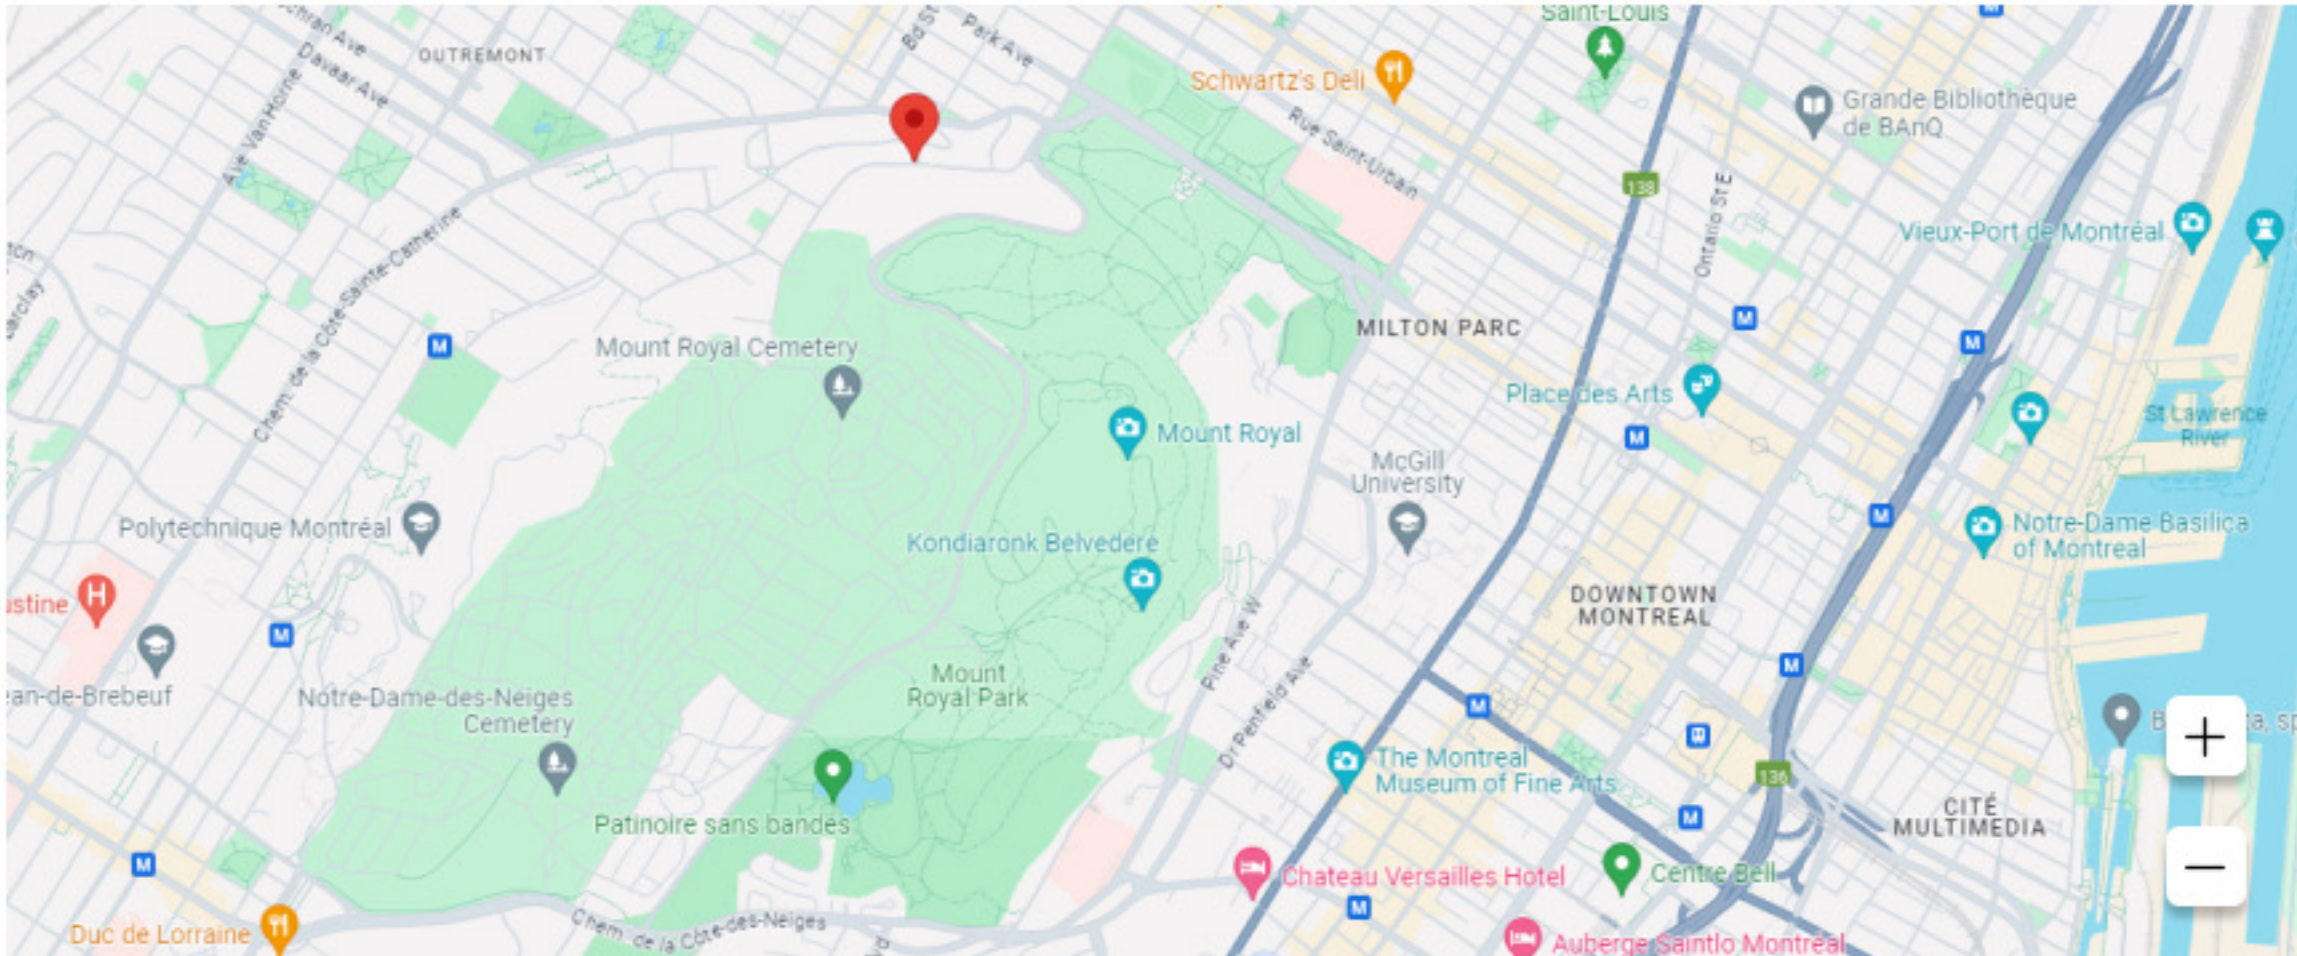 Saint-Louis
OUTREMONT
Park Ave
Davaar Ave
Schwartz's Deli
Grande Bibliothèque
de BAnQ
Ave Van Horne
Rue Saint-Urbain
138
Ontario St E
Vieux-Port de Montréal
Chem. de la Côte-Sainte-Catherine
MILTON PARC
M
M
M
Mount Royal Cemetery
Place des Arts
Mount Royal
M
St Lawrence
River
McGill
University
Polytechnique Montréal
M
Notre-Dame Basilica
of Montreal
Kondiaronk Belvedere
DOWNTOWN
MONTREAL
H
M
Pine Ave W
Mount
Royal Park
M
Notre-Dame-des-Neiges
Cemetery
Dr Penfield Ave
M
The Montreal
Museum of Fine Arts
136
Patinoire sans bandes
M
CITÉ
MULTIMEDIA
M
Chateau Versailles Hotel
Centre Bell
M
Chem. de la Côte-des-Neiges
Duc de Lorraine
Auberge Saintlo Montréal